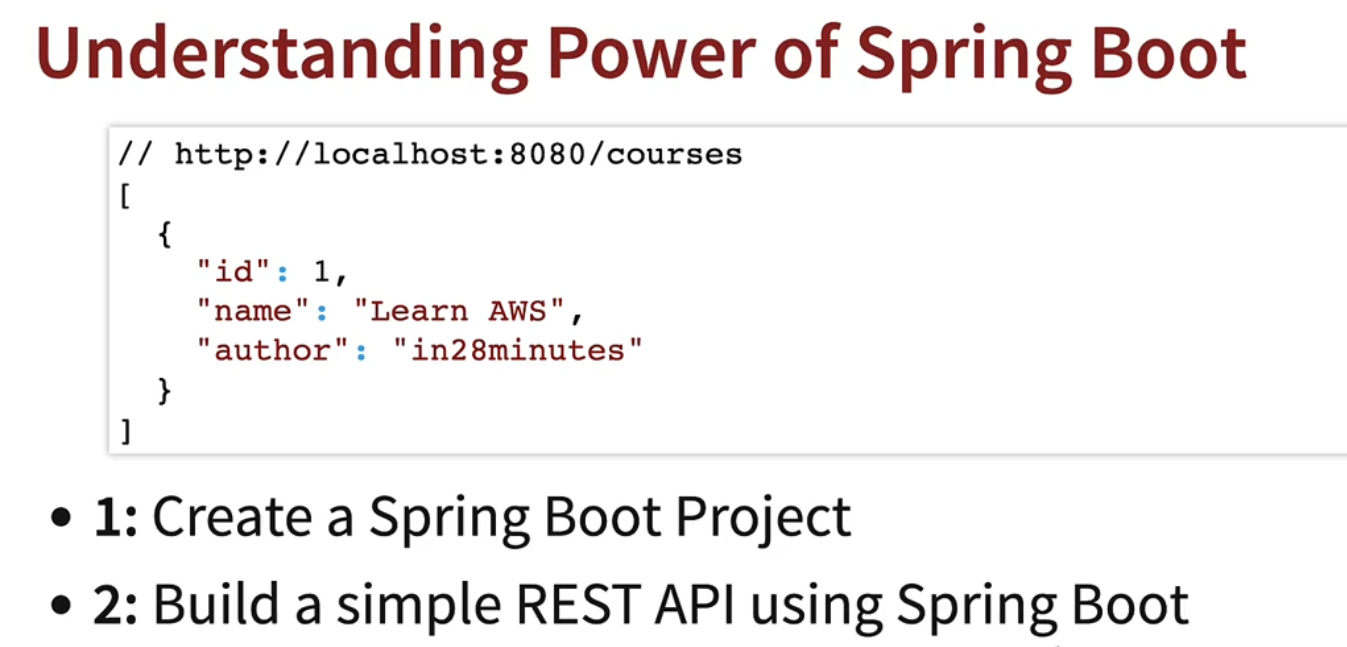 Understanding Power of Spring Boot
// http://localhost:8080/courses
[
  {
    "id": 1,
    "name": "Learn AWS",
    "author": "in28minutes"
  }
]
• 1: Create a Spring Boot Project
• 2: Build a simple REST API using Spring Boot